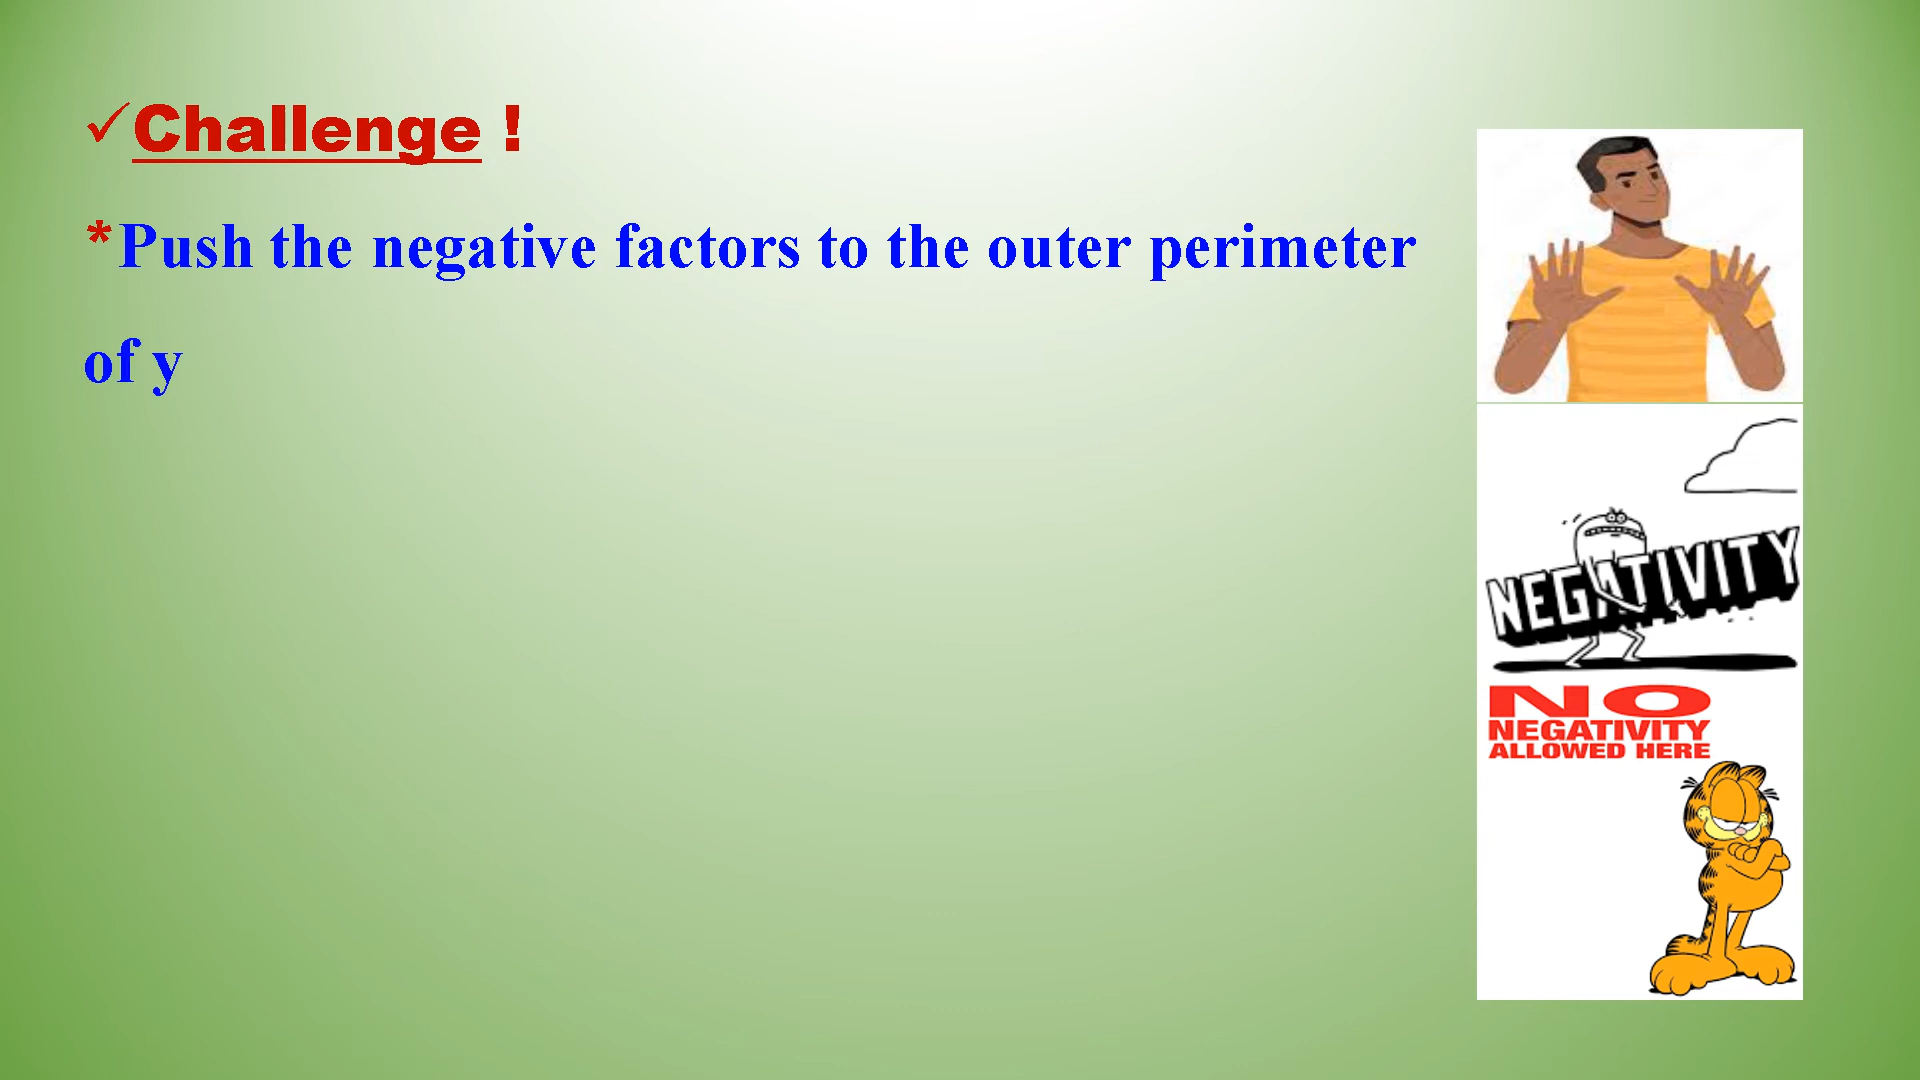 ✓Challenge !
*Push the negative factors to the outer perimeter
of y
NEGATIVITY
NO
NEGATIVITY
ALLOWED HERE